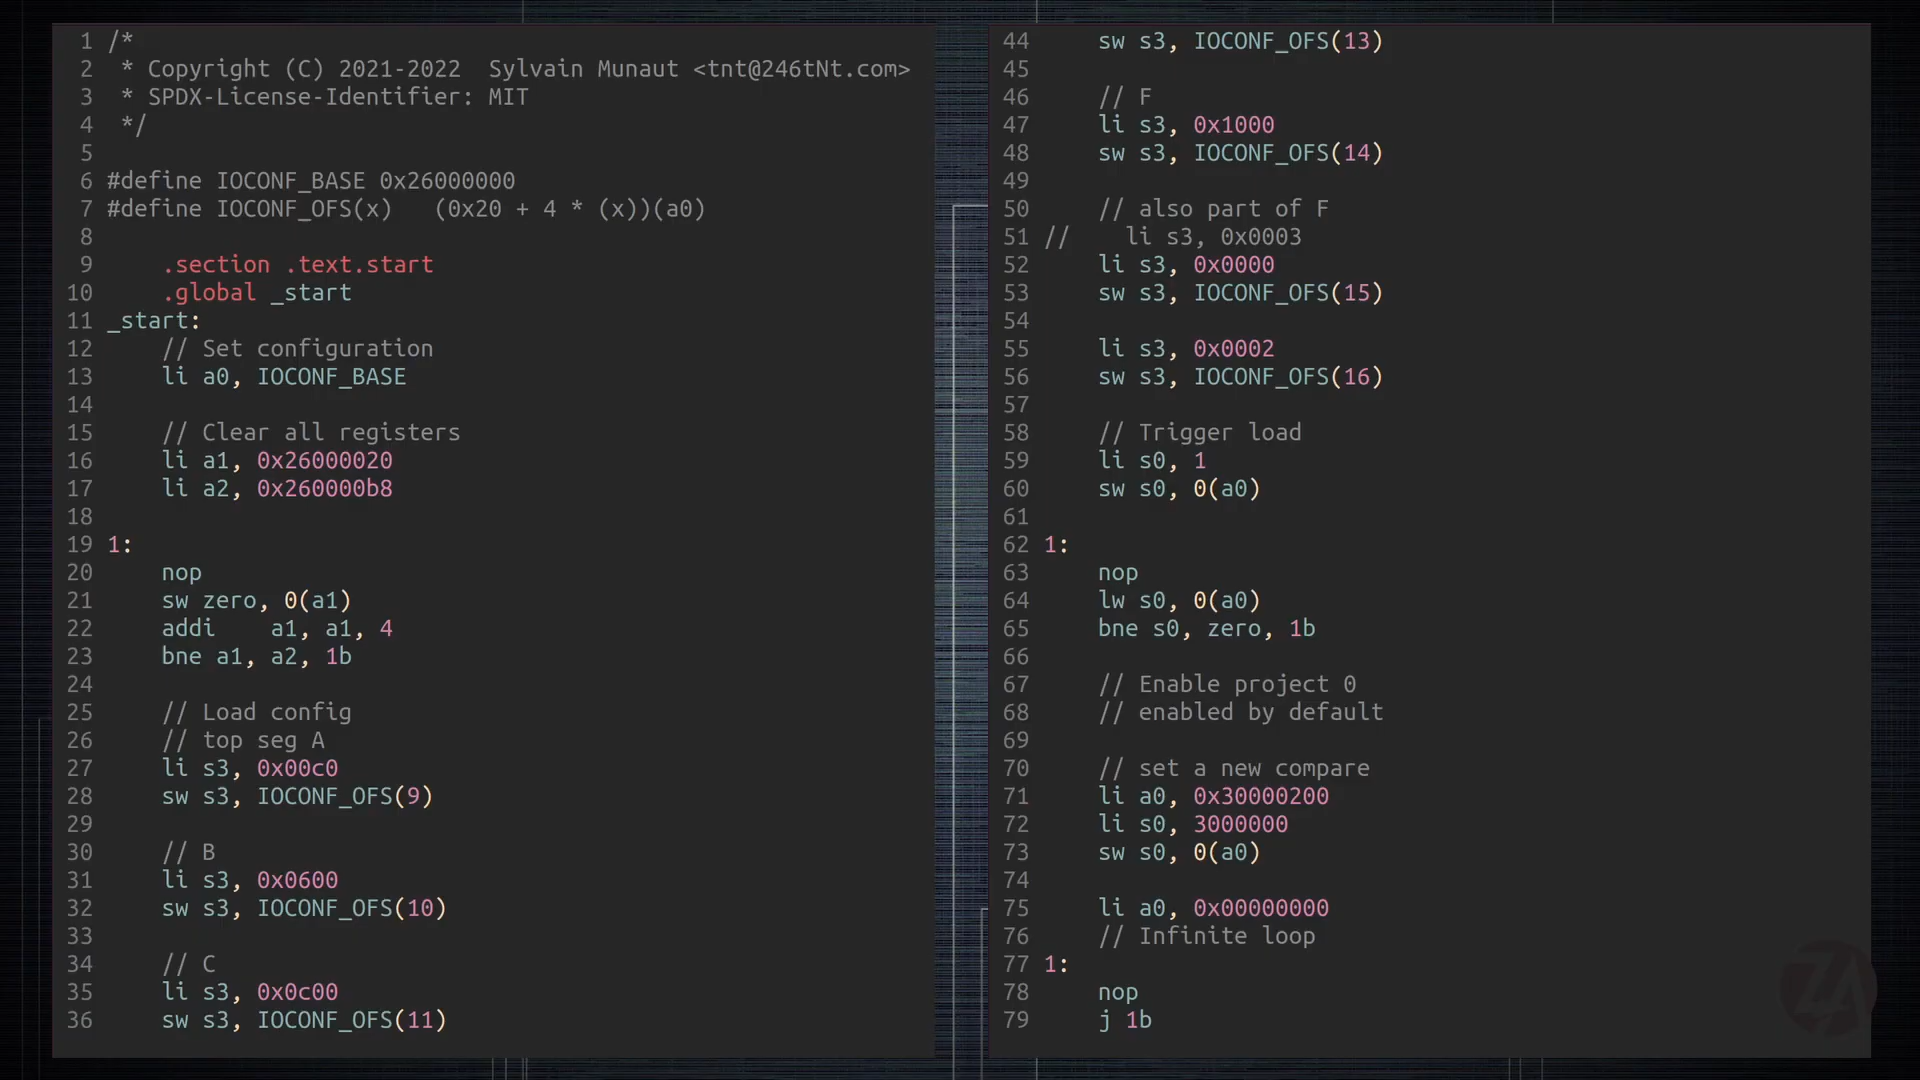 1 /*
2  * Copyright (C) 2021-2022  Sylvain Munaut <tnt@246tNt.com>
3  * SPDX-License-Identifier: MIT
4  */
5
6 #define IOCONF_BASE 0x26000000
7 #define IOCONF_OFS(x)   (0x20 + 4 * (x))(a0)
8
9     .section .text.start
10     .global _start
11 _start:
12     // Set configuration
13     li a0, IOCONF_BASE
14
15     // Clear all registers
16     li a1, 0x26000020
17     li a2, 0x260000b8
18
19 1:
20     nop
21     sw zero, 0(a1)
22     addi    a1, a1, 4
23     bne a1, a2, 1b
24
25     // Load config
26     // top seg A
27     li s3, 0x00c0
28     sw s3, IOCONF_OFS(9)
29
30     // B
31     li s3, 0x0600
32     sw s3, IOCONF_OFS(10)
33
34     // C
35     li s3, 0x0c00
36     sw s3, IOCONF_OFS(11)
44     sw s3, IOCONF_OFS(13)
45
46     // F
47     li s3, 0x1000
48     sw s3, IOCONF_OFS(14)
49
50     // also part of F
51 //    li s3, 0x0003
52     li s3, 0x0000
53     sw s3, IOCONF_OFS(15)
54
55     li s3, 0x0002
56     sw s3, IOCONF_OFS(16)
57
58     // Trigger load
59     li s0, 1
60     sw s0, 0(a0)
61
62 1:
63     nop
64     lw s0, 0(a0)
65     bne s0, zero, 1b
66
67     // Enable project 0
68     // enabled by default
69
70     // set a new compare
71     li a0, 0x30000200
72     li s0, 3000000
73     sw s0, 0(a0)
74
75     li a0, 0x00000000
76     // Infinite loop
77 1:
78     nop
79     j 1b